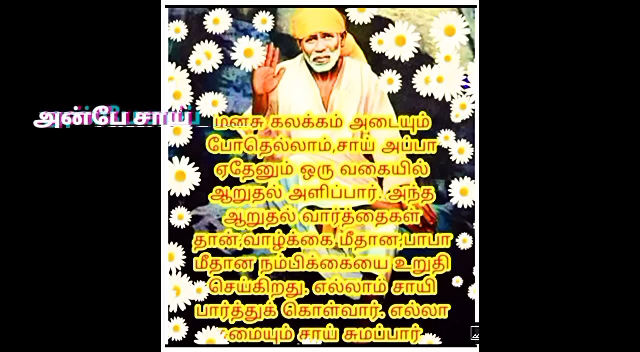 அன்பே சாய்
மனசு கலக்கம் அடையும்
போதெல்லாம்,சாய் அப்பா
ஏதேனும் ஒரு வகையில்
ஆறுதல் அளிப்பார். அந்த
ஆறுதல் வார்த்தைகள்
தான்,வாழ்க்கை,மீதான,பாபா
மீதான நம்பிக்கையை உறுதி
செய்கிறது. எல்லாம் சாயி
பார்த்துக் கொள்வார். எல்லா
சுமையும் சாய் சுமப்பார்